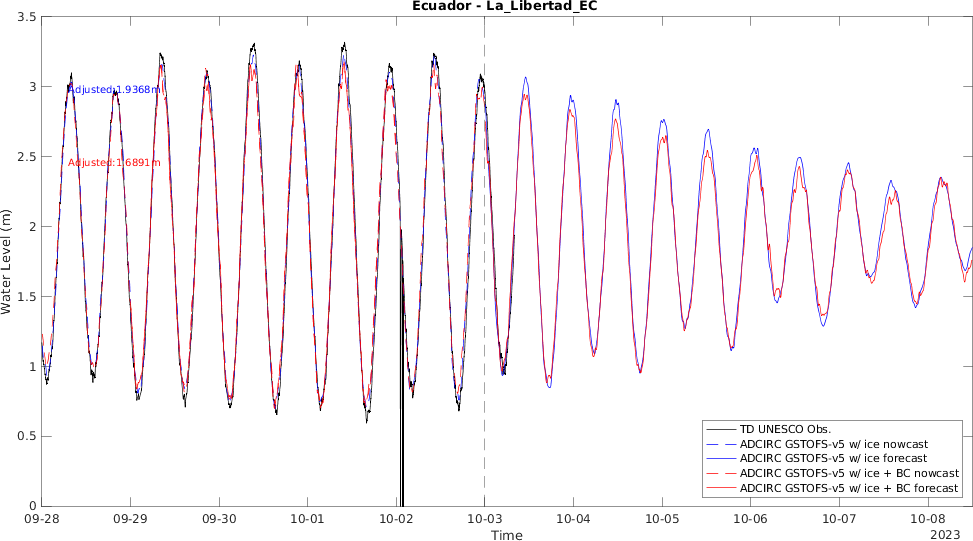 Ecuador - La_Libertad_EC
3.5
3
2.5
2
1.5
1
0.5
0
Water Level (m)
Adjusted:1.9368m
Adjusted:1.6891m
TD UNESCO Obs.
ADCIRC GSTOFS-v5 w/ ice nowcast
ADCIRC GSTOFS-v5 w/ ice forecast
ADCIRC GSTOFS-v5 w/ ice + BC nowcast
ADCIRC GSTOFS-v5 w/ ice + BC forecast
09-28 09-29 09-30 10-01 10-02 10-03 10-04 10-05 10-06 10-07 10-08
Time
2023